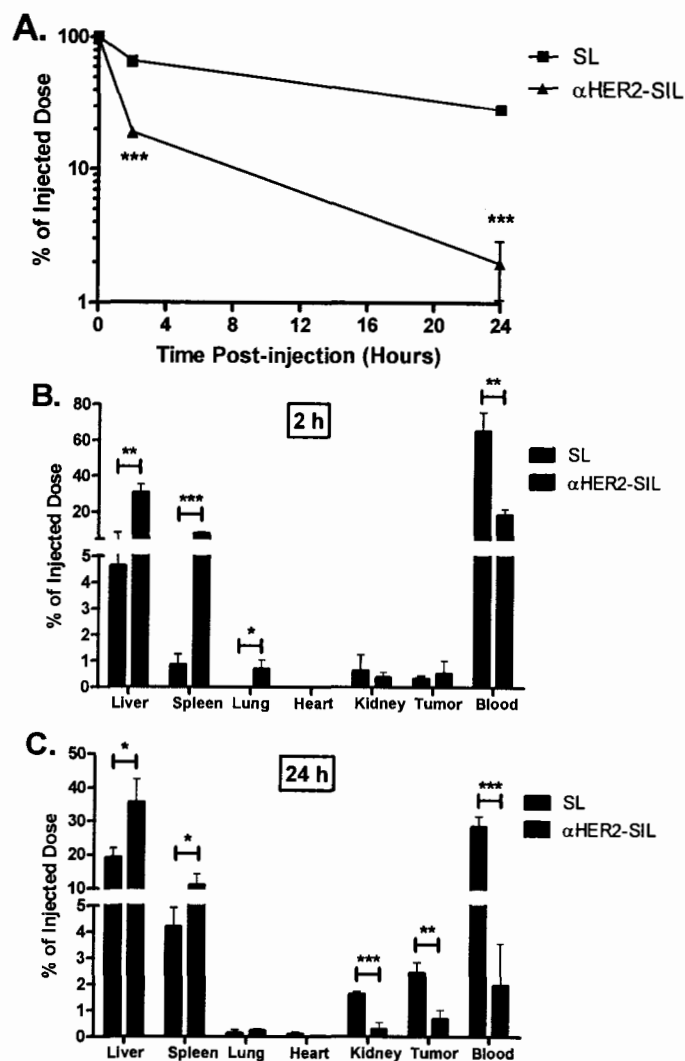 A.
100
10
1
% of Injected Dose
***
***
0 4 8 12 16 20 24
Time Post-injection (Hours)
SL
αHER2-SIL
B.
2 h
80
60
40
20
5
4
3
2
1
0
% of Injected Dose
**
***
*
**
Liver Spleen Lung Heart Kidney Tumor Blood
SL
αHER2-SIL
C.
24 h
50
40
30
20
10
5
4
3
2
1
0
% of Injected Dose
*
*
***
**
***
Liver Spleen Lung Heart Kidney Tumor Blood
SL
αHER2-SIL